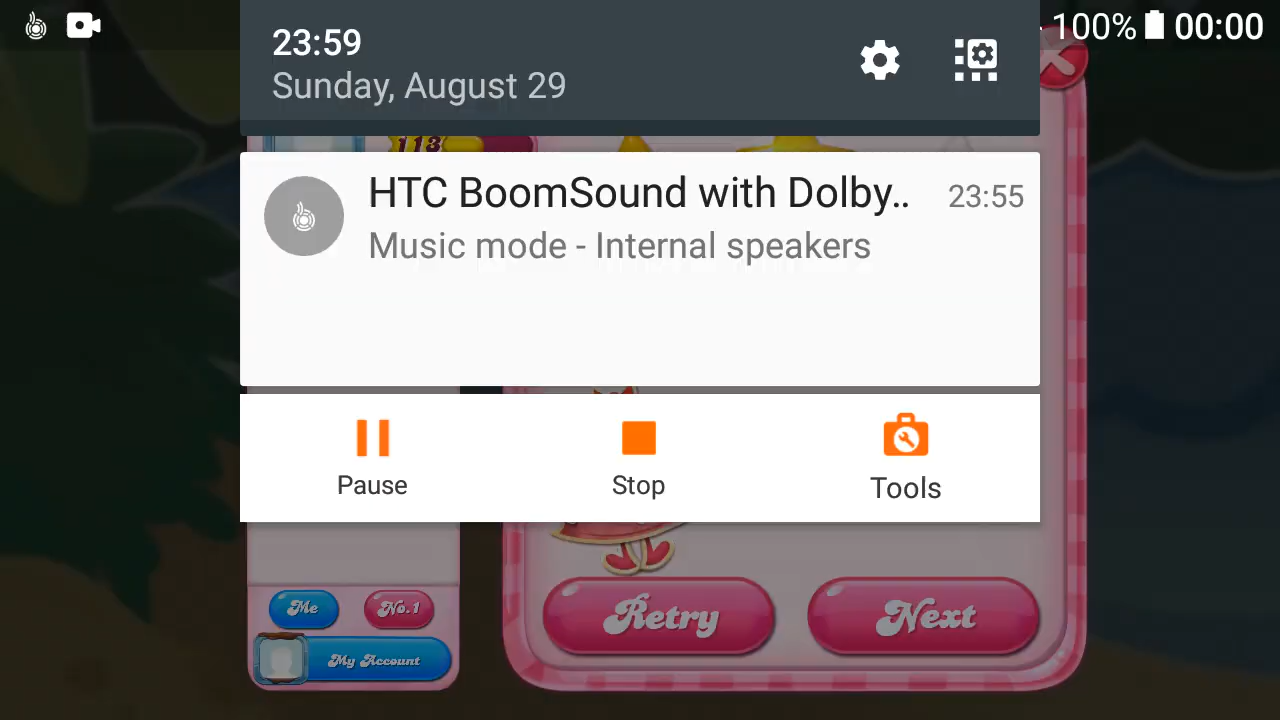 100% 00:00
23:59
Sunday, August 29
113
HTC BoomSound with Dolby..
23:55
Music mode - Internal speakers
Pause
Stop
Tools
Retry
Next
Me
No.1
My Account